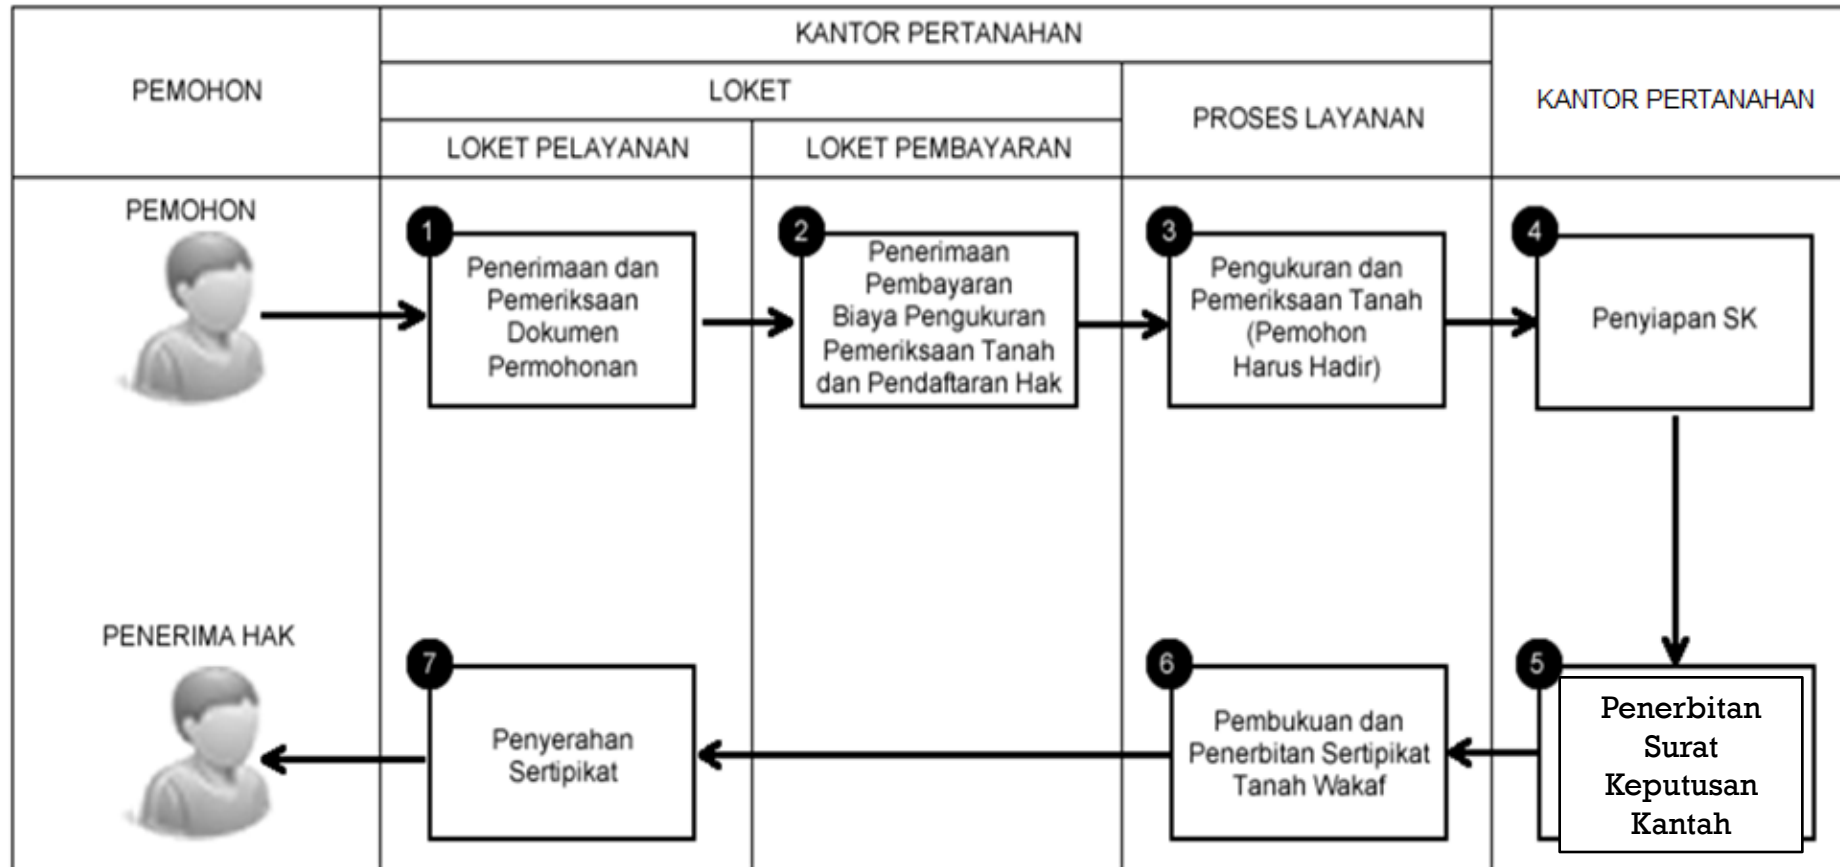 PEMOHON
KANTOR PERTANAHAN
LOKET
LOKET PELAYANAN
LOKET PEMBAYARAN
PROSES LAYANAN
KANTOR PERTANAHAN
PEMOHON
1
Penerimaan dan
Pemeriksaan
Dokumen
Permohonan
2
Penerimaan
Pembayaran
Biaya Pengukuran
Pemeriksaan Tanah
dan Pendaftaran Hak
3
Pengukuran dan
Pemeriksaan Tanah
(Pemohon
Harus Hadir)
4
Penyiapan SK
5
Penerbitan
Surat
Keputusan
Kantah
6
Pembukuan dan
Penerbitan Sertipikat
Tanah Wakaf
7
Penyerahan
Sertipikat
PENERIMA HAK